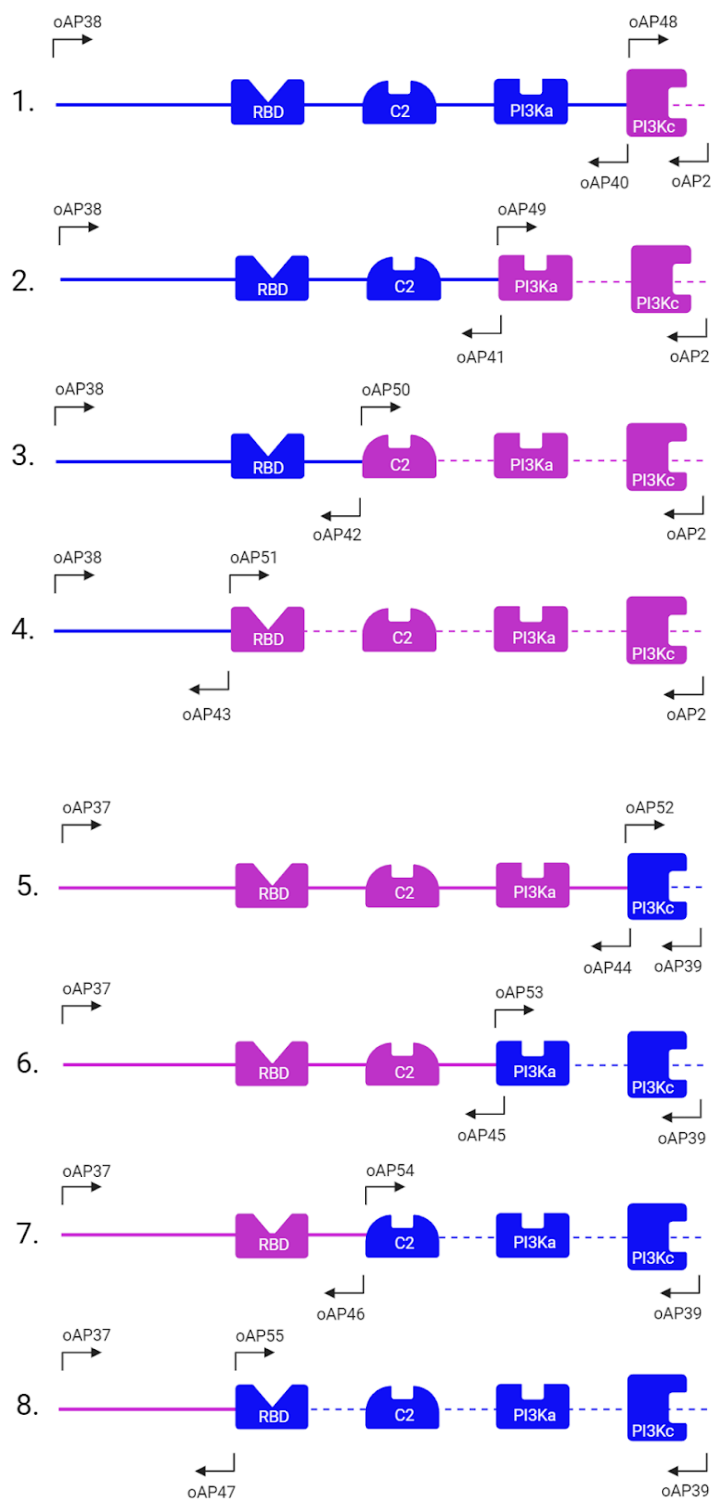 oAP38 oAP48
1. RBD C2 PI3Ka PI3Kc
oAP40 oAP2
oAP38 oAP49
2. RBD C2 PI3Ka PI3Kc
oAP41 oAP2
oAP38 oAP50
3. RBD C2 PI3Ka PI3Kc
oAP42 oAP2
oAP38 oAP51
4. RBD C2 PI3Ka PI3Kc
oAP43 oAP2
oAP37 oAP52
5. RBD C2 PI3Ka PI3Kc
oAP44 oAP39
oAP37 oAP53
6. RBD C2 PI3Ka PI3Kc
oAP45 oAP39
oAP37 oAP54
7. RBD C2 PI3Ka PI3Kc
oAP46 oAP39
oAP37 oAP55
8. RBD C2 PI3Ka PI3Kc
oAP47 oAP39